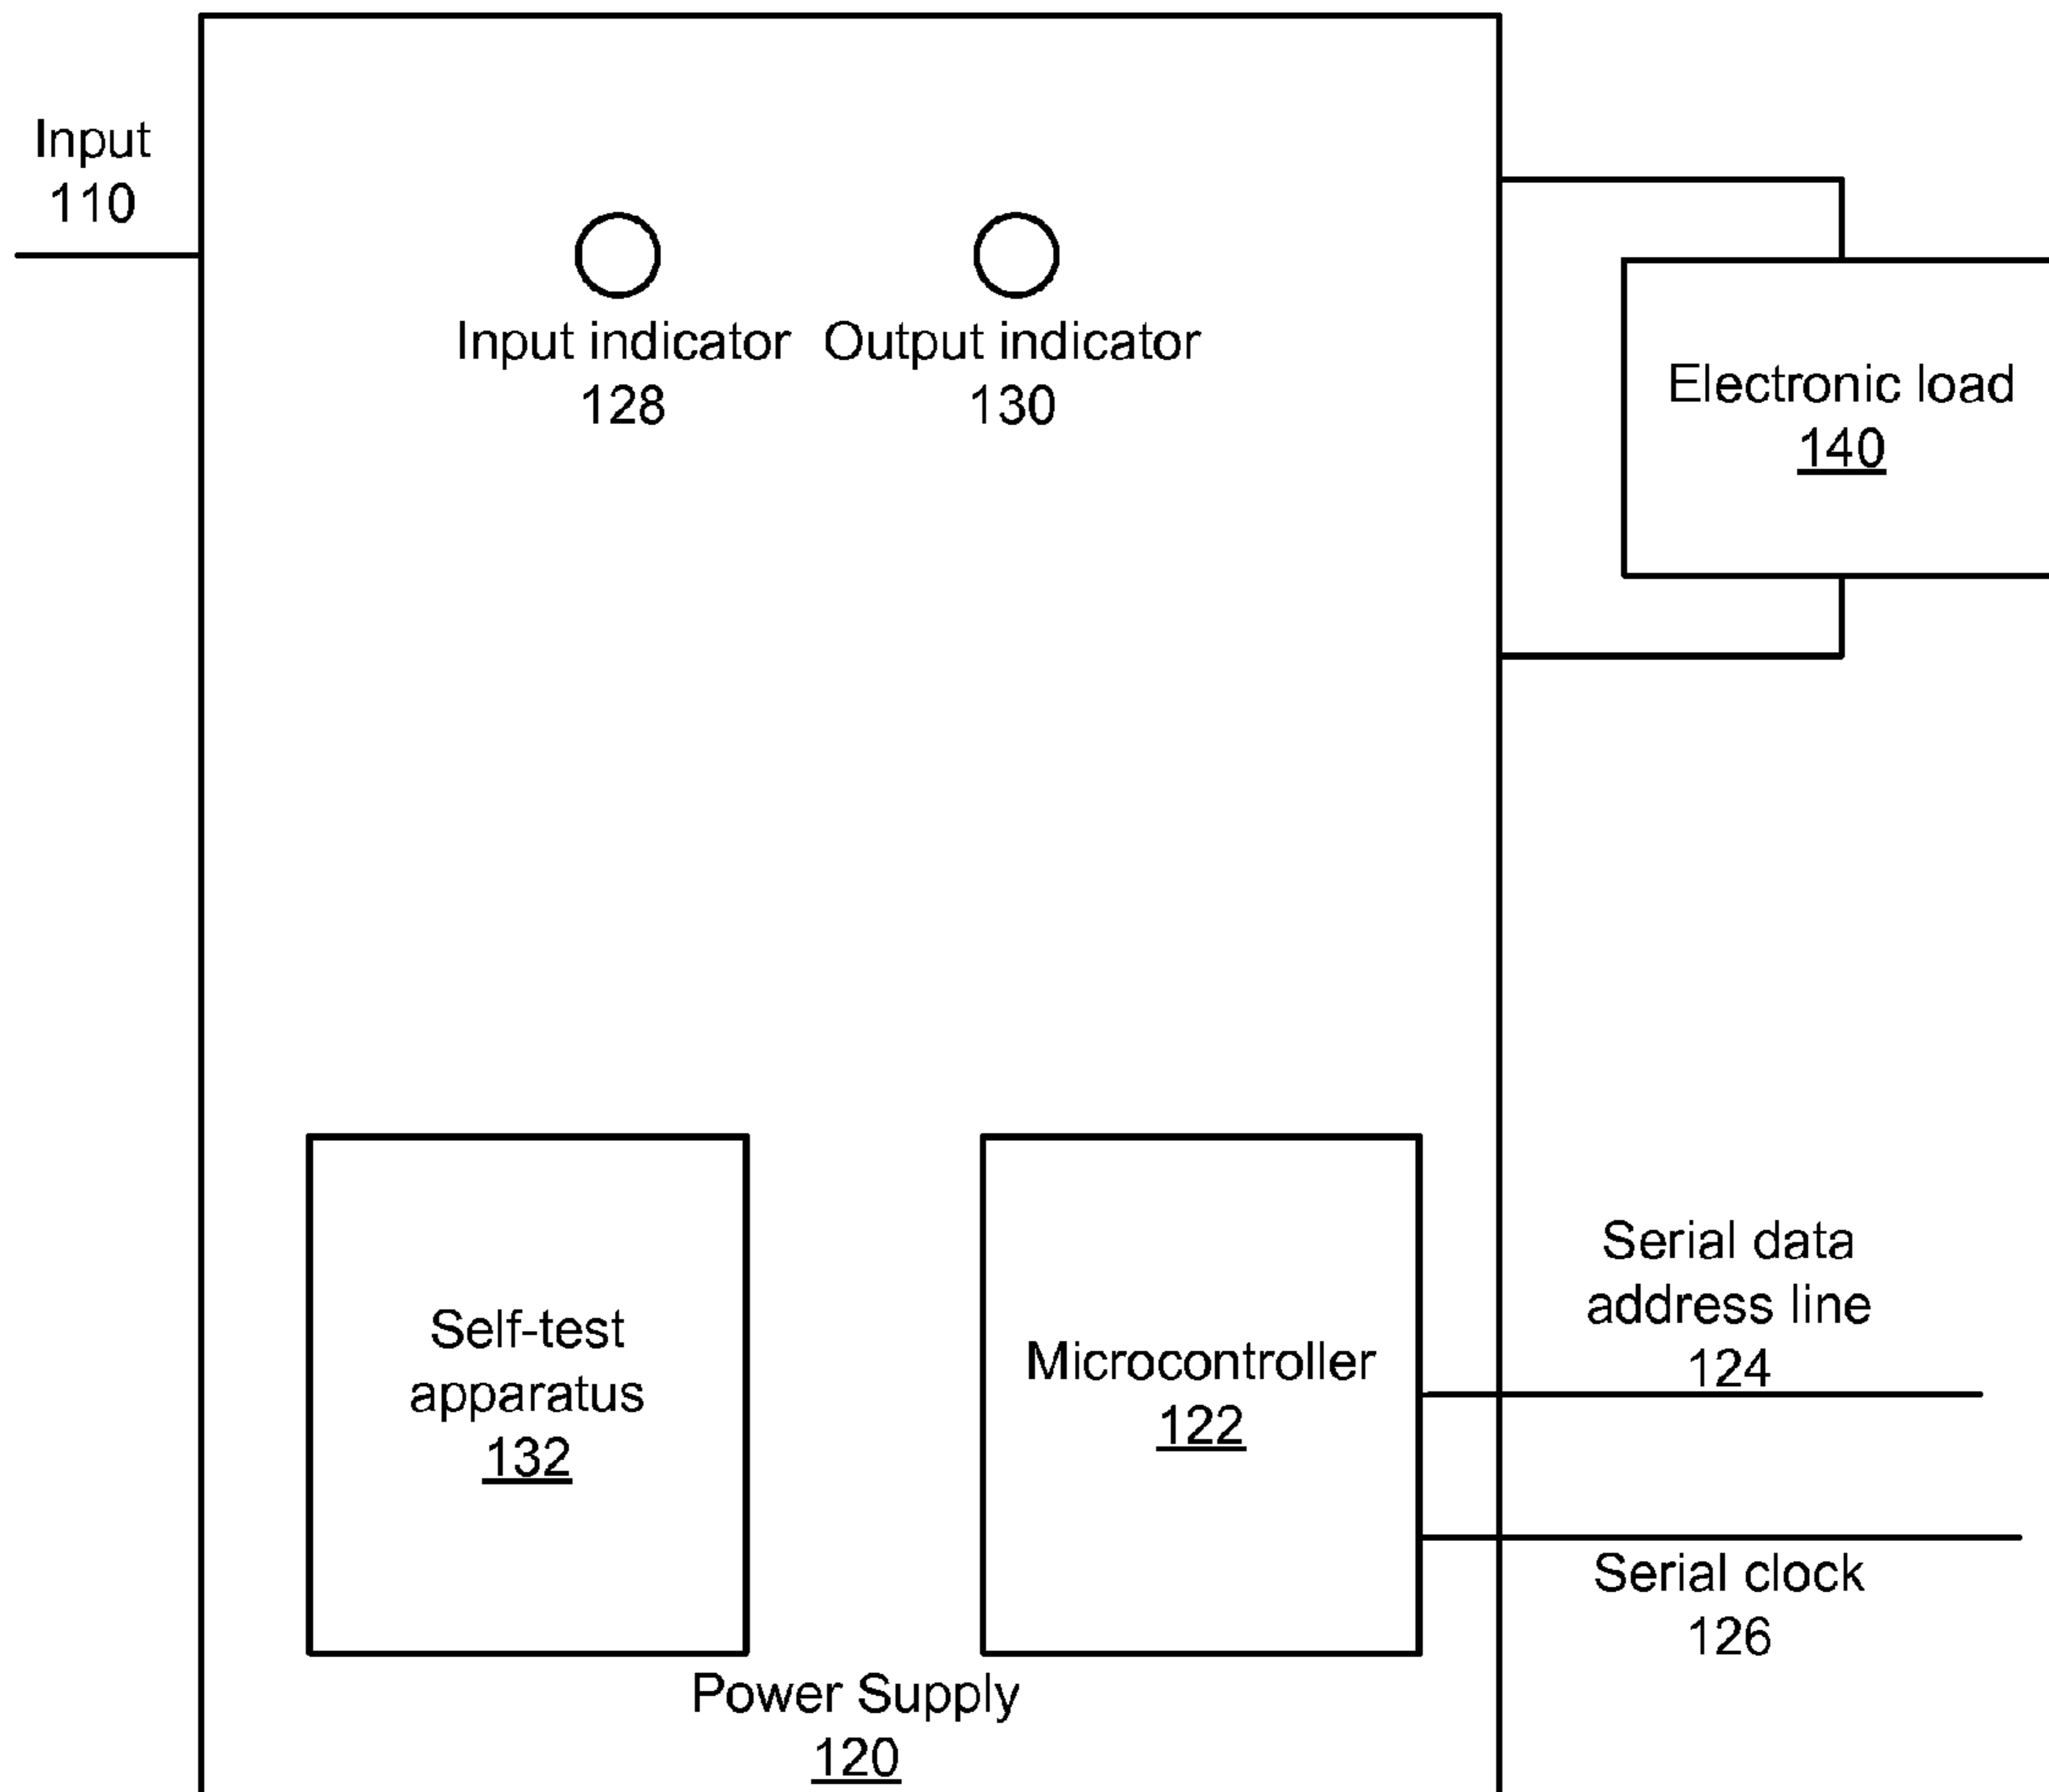 Input
110
Input indicator
128
Output indicator
130
Electronic load
140
Self-test
apparatus
132
Microcontroller
122
Serial data
address line
124
Serial clock
126
Power Supply
120